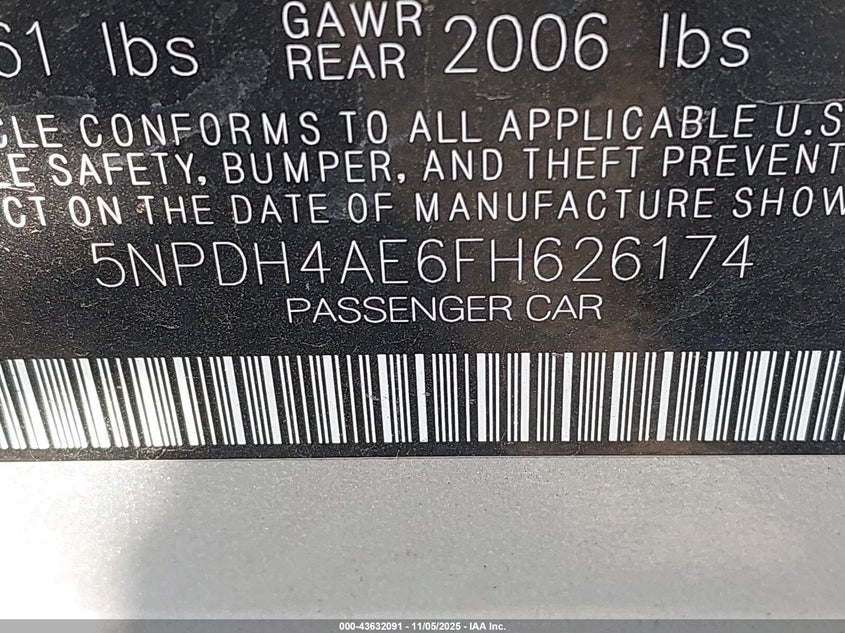 61 lbs GAWR REAR 2006 lbs
CLE CONFORMS TO ALL APPLICABLE U.S
LE SAFETY, BUMPER, AND THEFT PREVENT
CT ON THE DATE OF MANUFACTURE SHOW
5NPDH4AE6FH626174
PASSENGER CAR
000-43632091 - 11/05/2025 - IAA Inc.